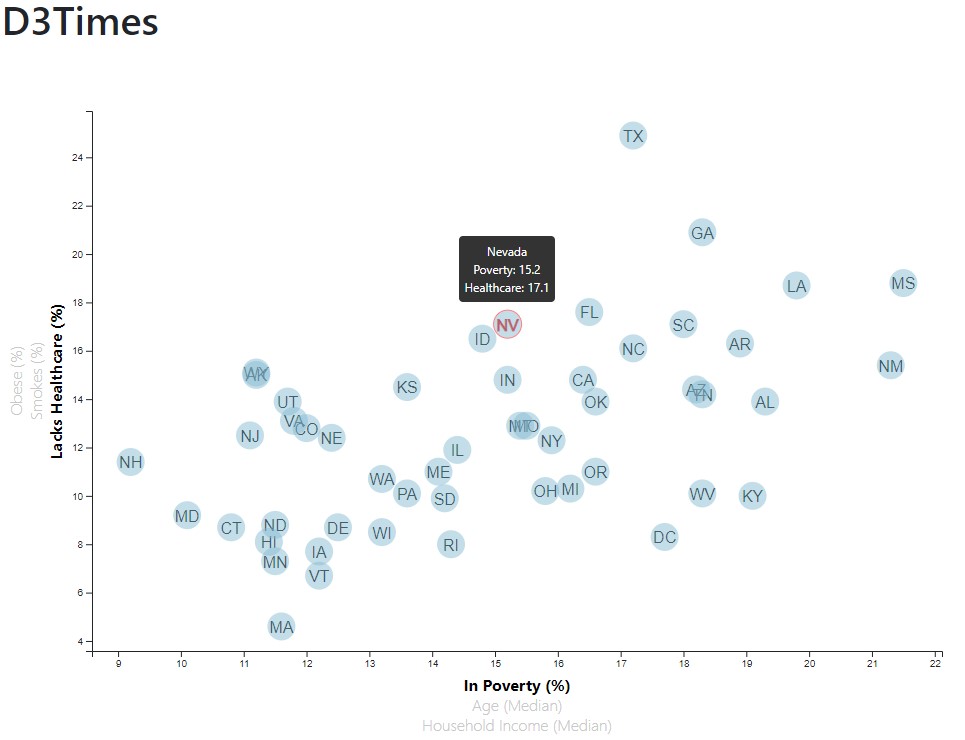 D3Times
TX
24
22
GA
20
Nevada
Poverty: 15.2
Healthcare: 17.1
LA
MS
18
FL
NV
SC
ID
AR
NC
16
NM
KS
IN
CA
AZ
TN
UT
OK
AL
14
VA
CO
NJ
NE
NY
12
IL
NH
ME
OR
WA
PA
SD
OH
MI
WV
KY
10
MD
CT
ND
DE
WI
DC
HI
RI
8
IA
MN
VT
6
MA
4
Obese (%)
Smokes (%)
Lacks Healthcare (%)
9 10 11 12 13 14 15 16 17 18 19 20 21 22
In Poverty (%)
Age (Median)
Household Income (Median)